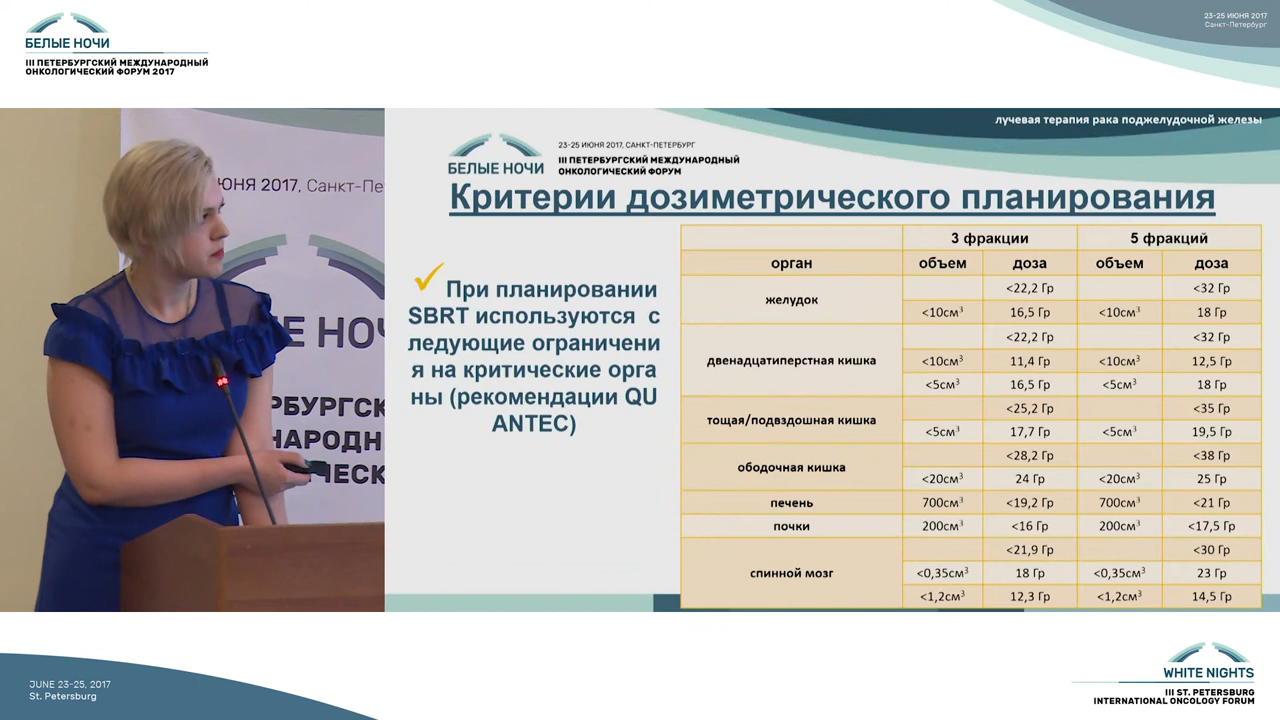 БЕЛЫЕ НОЧИ
III ПЕТЕРБУРГСКИЙ МЕЖДУНАРОДНЫЙ
ОНКОЛОГИЧЕСКИЙ ФОРУМ 2017
23-25 ИЮНЯ 2017
Санкт-Петербург
ЮНЯ 2017, Санкт-Пе
Е НОЧ
РБУРГСК
НАРОДН
ЧЕСК
лучевая терапия рака поджелудочной железы
БЕЛЫЕ НОЧИ
23-25 ИЮНЯ 2017, САНКТ-ПЕТЕРБУРГ
III ПЕТЕРБУРГСКИЙ МЕЖДУНАРОДНЫЙ
ОНКОЛОГИЧЕСКИЙ ФОРУМ
Критерии дозиметрического планирования
При планировании
SBRT используются с
ледующие ограничени
я на критические орга
ны (рекомендации QU
ANTEC)
3 фракции 5 фракций
орган объем доза объем доза
желудок <22,2 Гр <32 Гр
<10см³ 16,5 Гр <10см³ 18 Гр
двенадцатиперстная кишка <22,2 Гр <32 Гр
<10см³ 11,4 Гр <10см³ 12,5 Гр
<5см³ 16,5 Гр <5см³ 18 Гр
тощая/подвздошная кишка <25,2 Гр <35 Гр
<5см³ 17,7 Гр <5см³ 19,5 Гр
ободочная кишка <28,2 Гр <38 Гр
<20см³ 24 Гр <20см³ 25 Гр
печень 700см³ <19,2 Гр 700см³ <21 Гр
почки 200см³ <16 Гр 200см³ <17,5 Гр
спинной мозг <21,9 Гр <30 Гр
<0,35см³ 18 Гр <0,35см³ 23 Гр
<1,2см³ 12,3 Гр <1,2см³ 14,5 Гр
JUNE 23-25, 2017
St. Petersburg
WHITE NIGHTS
III ST. PETERSBURG
INTERNATIONAL ONCOLOGY FORUM